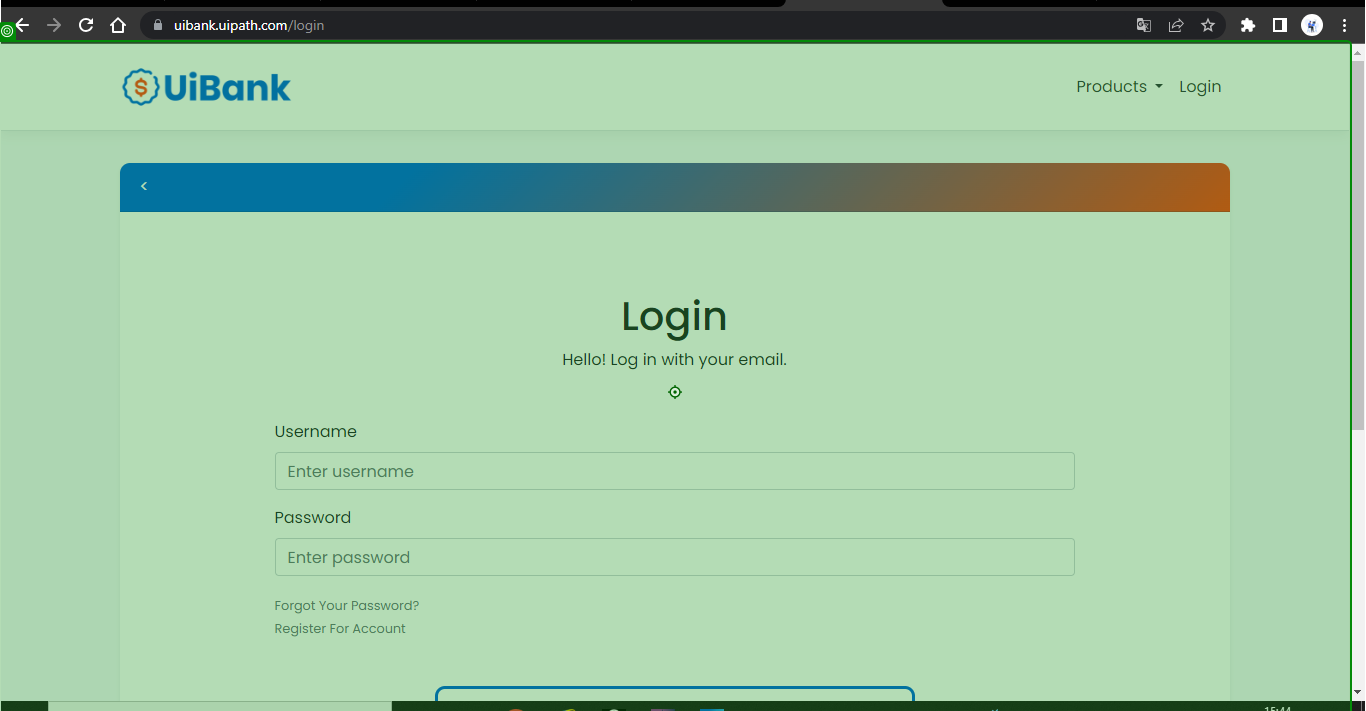 uibank.uipath.com/login
$ UiBank
Products Login
<
Login
Hello! Log in with your email.
Username
Enter username
Password
Enter password
Forgot Your Password?
Register For Account